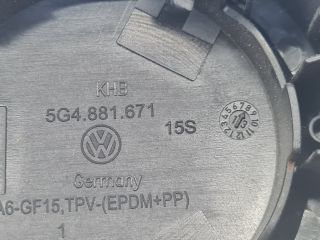 KHB
5G4.881.671
15S
Germany
A6-GF15,TPV-(EPDM+PP)
1